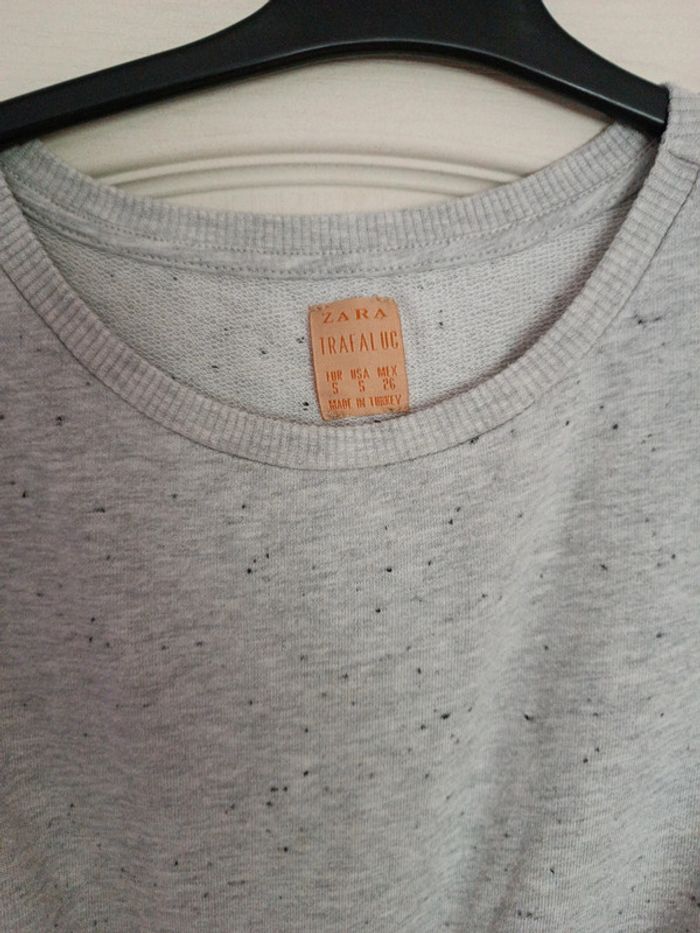 ZARA
TRAFALUC
EUR USA MEX
S S 26
MADE IN TURKEY